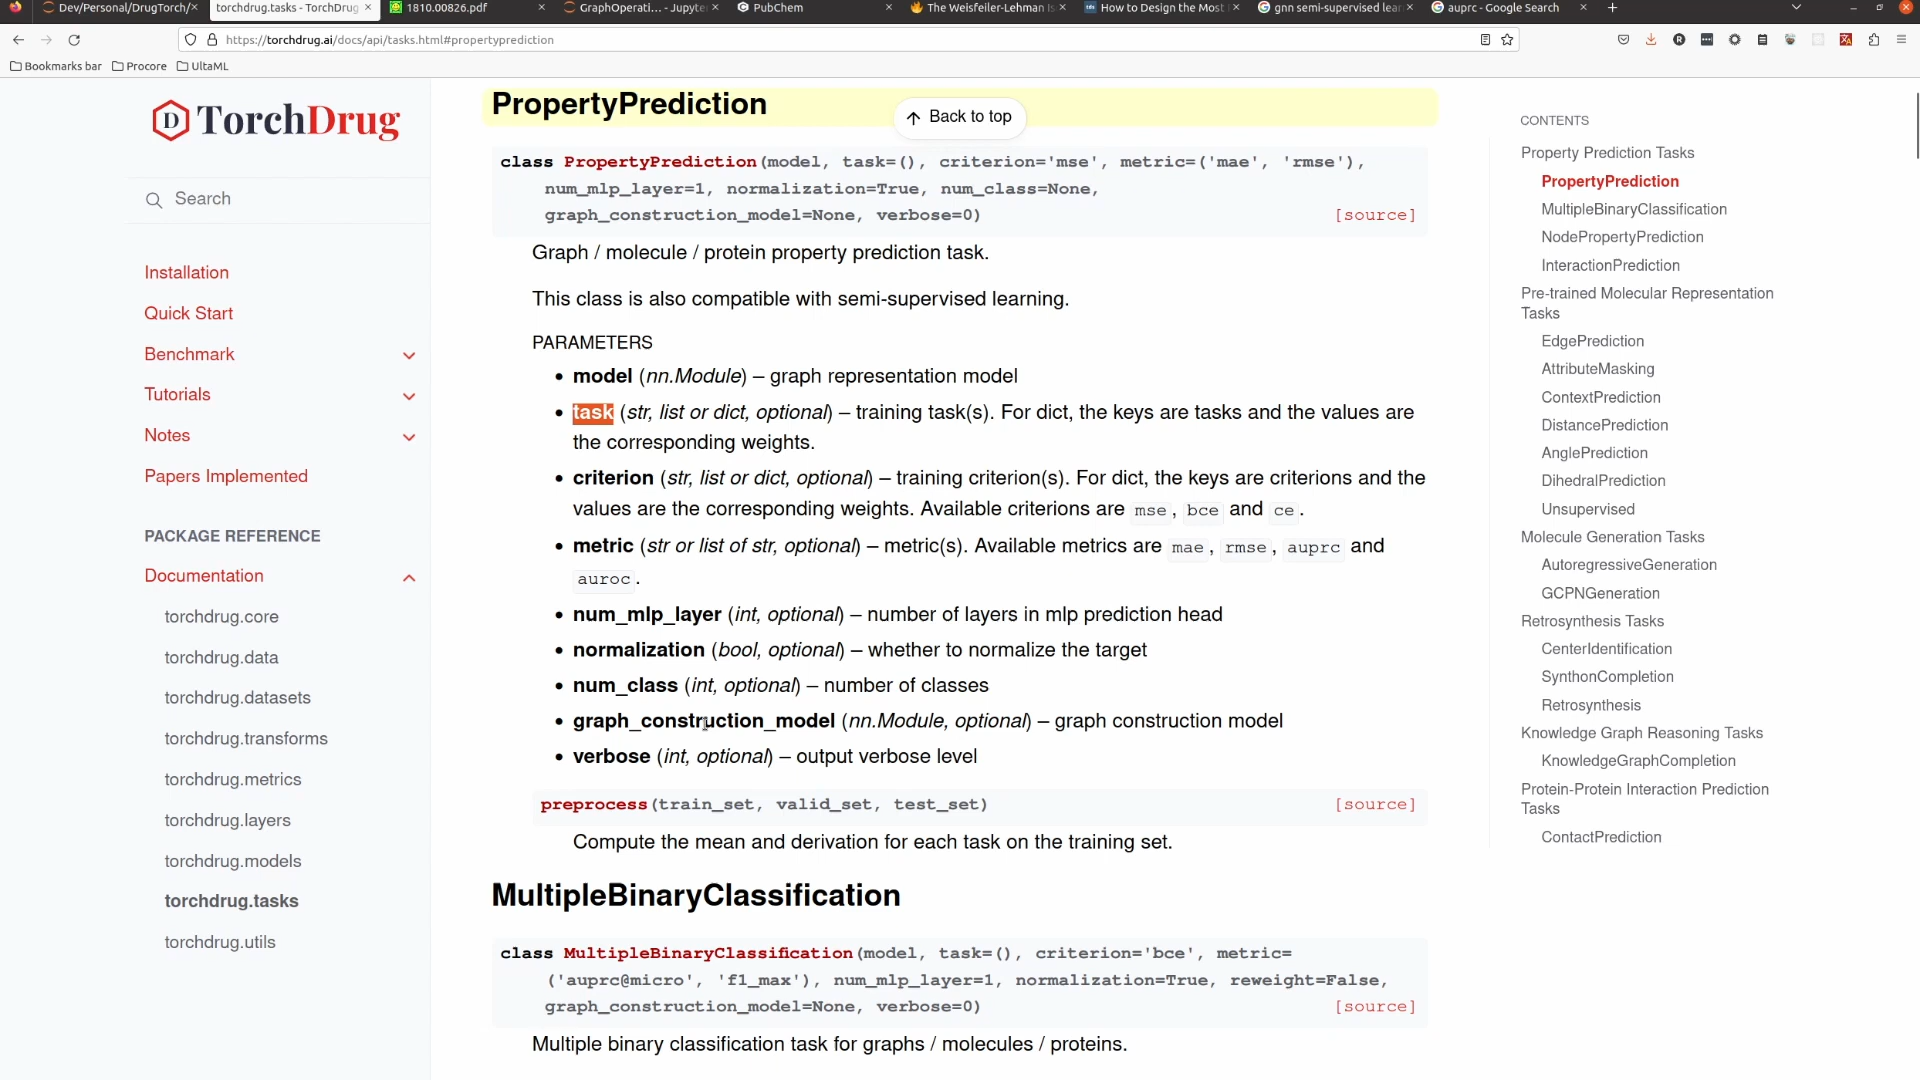 Dev/Personal/DrugTorch/
torchdrug.tasks - TorchDrug
1810.00826.pdf
GraphOperati… - Jupyte
PubChem
The Weisfeiler-Lehman Is
How to Design the Most
gnn semi-supervised lear
auprc - Google Search
https://torchdrug.ai/docs/api/tasks.html#propertyprediction
Bookmarks bar
Procore
UltaML
TorchDrug
Search
Installation
Quick Start
Benchmark
Tutorials
Notes
Papers Implemented
PACKAGE REFERENCE
Documentation
torchdrug.core
torchdrug.data
torchdrug.datasets
torchdrug.transforms
torchdrug.metrics
torchdrug.layers
torchdrug.models
torchdrug.tasks
torchdrug.utils
PropertyPrediction
Back to top
class PropertyPrediction(model, task=(), criterion='mse', metric=('mae', 'rmse'),
num_mlp_layer=1, normalization=True, num_class=None,
graph_construction_model=None, verbose=0) [source]
Graph / molecule / protein property prediction task.
This class is also compatible with semi-supervised learning.
PARAMETERS
• model (nn.Module) – graph representation model
• task (str, list or dict, optional) – training task(s). For dict, the keys are tasks and the values are
the corresponding weights.
• criterion (str, list or dict, optional) – training criterion(s). For dict, the keys are criterions and the
values are the corresponding weights. Available criterions are mse, bce and ce.
• metric (str or list of str, optional) – metric(s). Available metrics are mae, rmse, auprc and
auroc.
• num_mlp_layer (int, optional) – number of layers in mlp prediction head
• normalization (bool, optional) – whether to normalize the target
• num_class (int, optional) – number of classes
• graph_construction_model (nn.Module, optional) – graph construction model
• verbose (int, optional) – output verbose level
preprocess(train_set, valid_set, test_set) [source]
Compute the mean and derivation for each task on the training set.
MultipleBinaryClassification
class MultipleBinaryClassification(model, task=(), criterion='bce', metric=
('auprc@micro', 'f1_max'), num_mlp_layer=1, normalization=True, reweight=False,
graph_construction_model=None, verbose=0) [source]
Multiple binary classification task for graphs / molecules / proteins.
CONTENTS
Property Prediction Tasks
PropertyPrediction
MultipleBinaryClassification
NodePropertyPrediction
InteractionPrediction
Pre-trained Molecular Representation
Tasks
EdgePrediction
AttributeMasking
ContextPrediction
DistancePrediction
AnglePrediction
DihedralPrediction
Unsupervised
Molecule Generation Tasks
AutoregressiveGeneration
GCPNGeneration
Retrosynthesis Tasks
CenterIdentification
SynthonCompletion
Retrosynthesis
Knowledge Graph Reasoning Tasks
KnowledgeGraphCompletion
Protein-Protein Interaction Prediction
Tasks
ContactPrediction